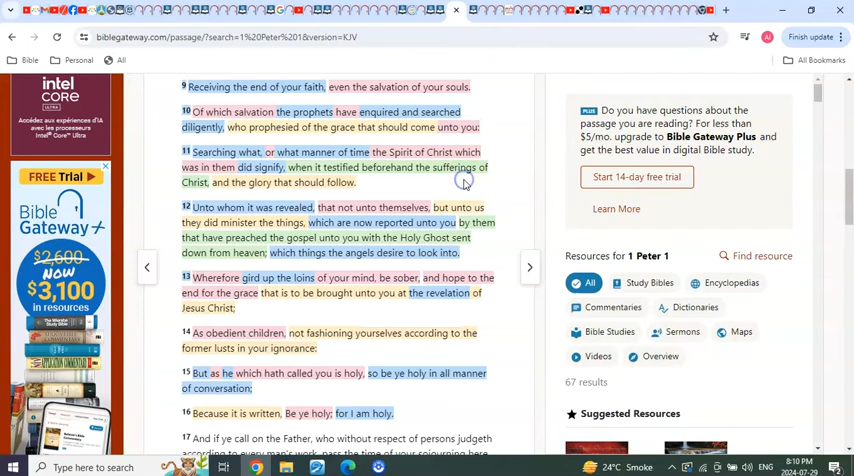 biblegateway.com/passage/?search=1%20Peter%201&version=KJV
AI
Finish update
Bible
Personal
All
All Bookmarks
intel
core
ULTRA
Accédez aux expériences d'IA
avec les processeurs
Intel® Core™ Ultra
FREE Trial
Bible
Gateway+
$2,600
NOW
$3,100
in resources
9 Receiving the end of your faith, even the salvation of your souls.
10 Of which salvation the prophets have enquired and searched
diligently, who prophesied of the grace that should come unto you:
11 Searching what, or what manner of time the Spirit of Christ which
was in them did signify, when it testified beforehand the sufferings of
Christ, and the glory that should follow.
12 Unto whom it was revealed, that not unto themselves, but unto us
they did minister the things, which are now reported unto you by them
that have preached the gospel unto you with the Holy Ghost sent
down from heaven; which things the angels desire to look into.
13 Wherefore gird up the loins of your mind, be sober, and hope to the
end for the grace that is to be brought unto you at the revelation of
Jesus Christ;
14 As obedient children, not fashioning yourselves according to the
former lusts in your ignorance:
15 But as he which hath called you is holy, so be ye holy in all manner
of conversation;
16 Because it is written, Be ye holy; for I am holy.
17 And if ye call on the Father, who without respect of persons judgeth
according to every man's work, pass the time of your sojourning here
PLUS Do you have questions about the
passage you are reading? For less than
$5/mo. upgrade to Bible Gateway Plus and
get the best value in digital Bible study.
Start 14-day free trial
Learn More
Resources for 1 Peter 1
Find resource
All
Study Bibles
Encyclopedias
Commentaries
Dictionaries
Bible Studies
Sermons
Maps
Videos
Overview
67 results
Suggested Resources
Type here to search
24°C Smoke
ENG
8:10 PM
2024-07-29